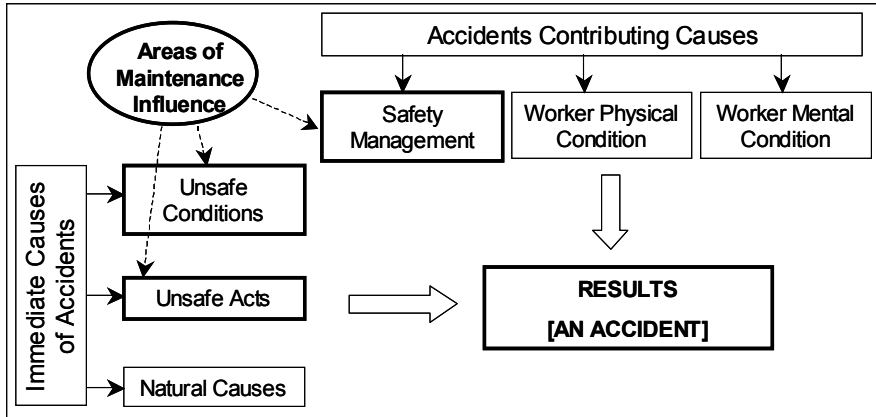 Areas of
Maintenance
Influence
Accidents Contributing Causes
Safety
Management
Worker Physical
Condition
Worker Mental
Condition
Immediate Causes
of Accidents
Unsafe
Conditions
Unsafe Acts
Natural Causes
RESULTS
[AN ACCIDENT]